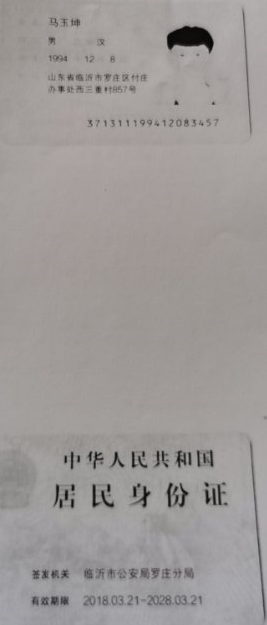 马玉坤
男 汉
1994 12 8
山东省临沂市罗庄区付庄
办事处西三重村857号
371311199412083457
中华人民共和国
居民身份证
签发机关 临沂市公安局罗庄分局
有效期限 2018.03.21-2028.03.21